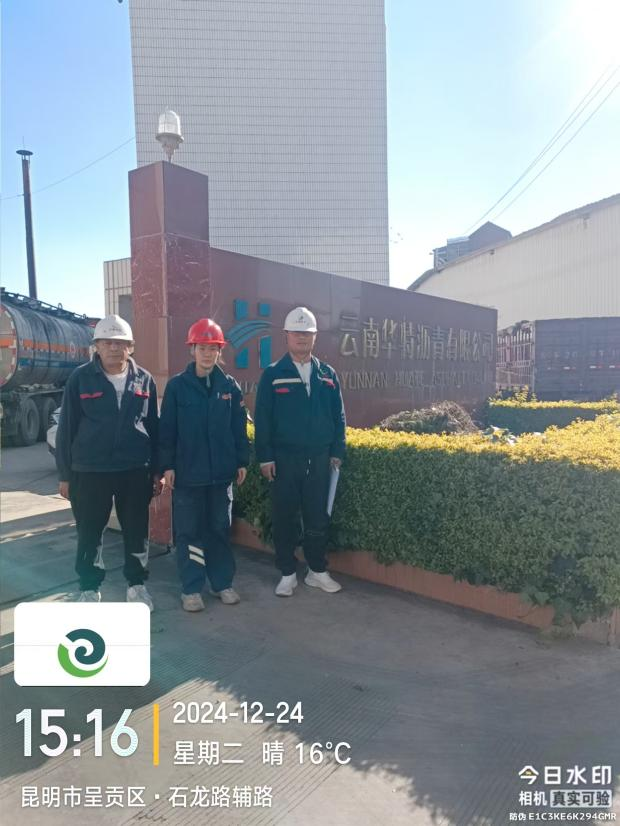 云南华特沥青有限公司
YUNNAN HUATE
15:16
2024-12-24
星期二 晴 16°C
昆明市呈贡区·石龙路辅路
今日水印
相机 真实可验
防伪 E1C3KE6K294GMR